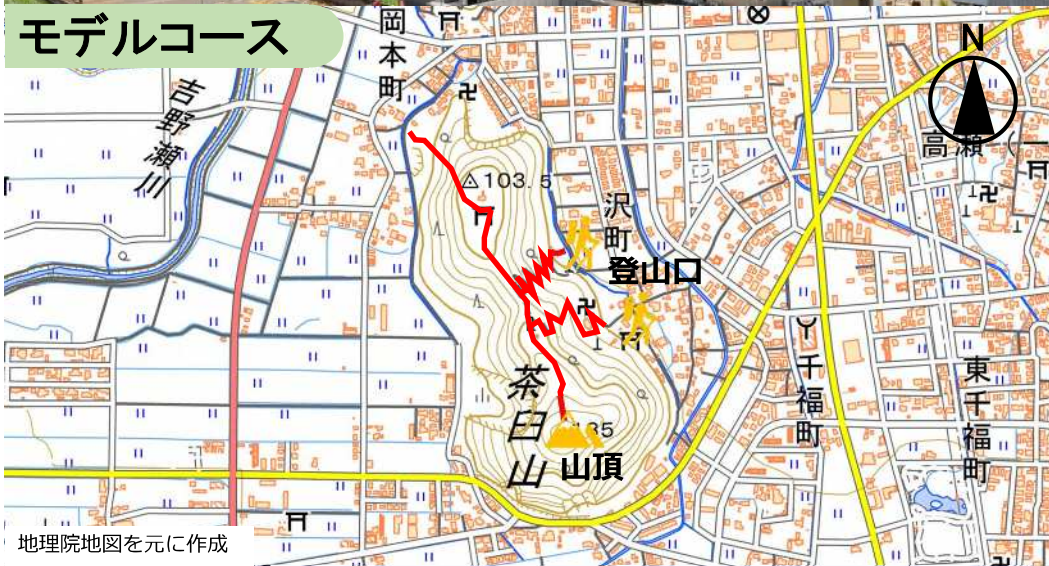 モデルコース
岡本町
N
吉野瀬川
高瀬
103.5
沢町
登山口
茶臼山
千福町
東千福町
135
山頂
地理院地図を元に作成